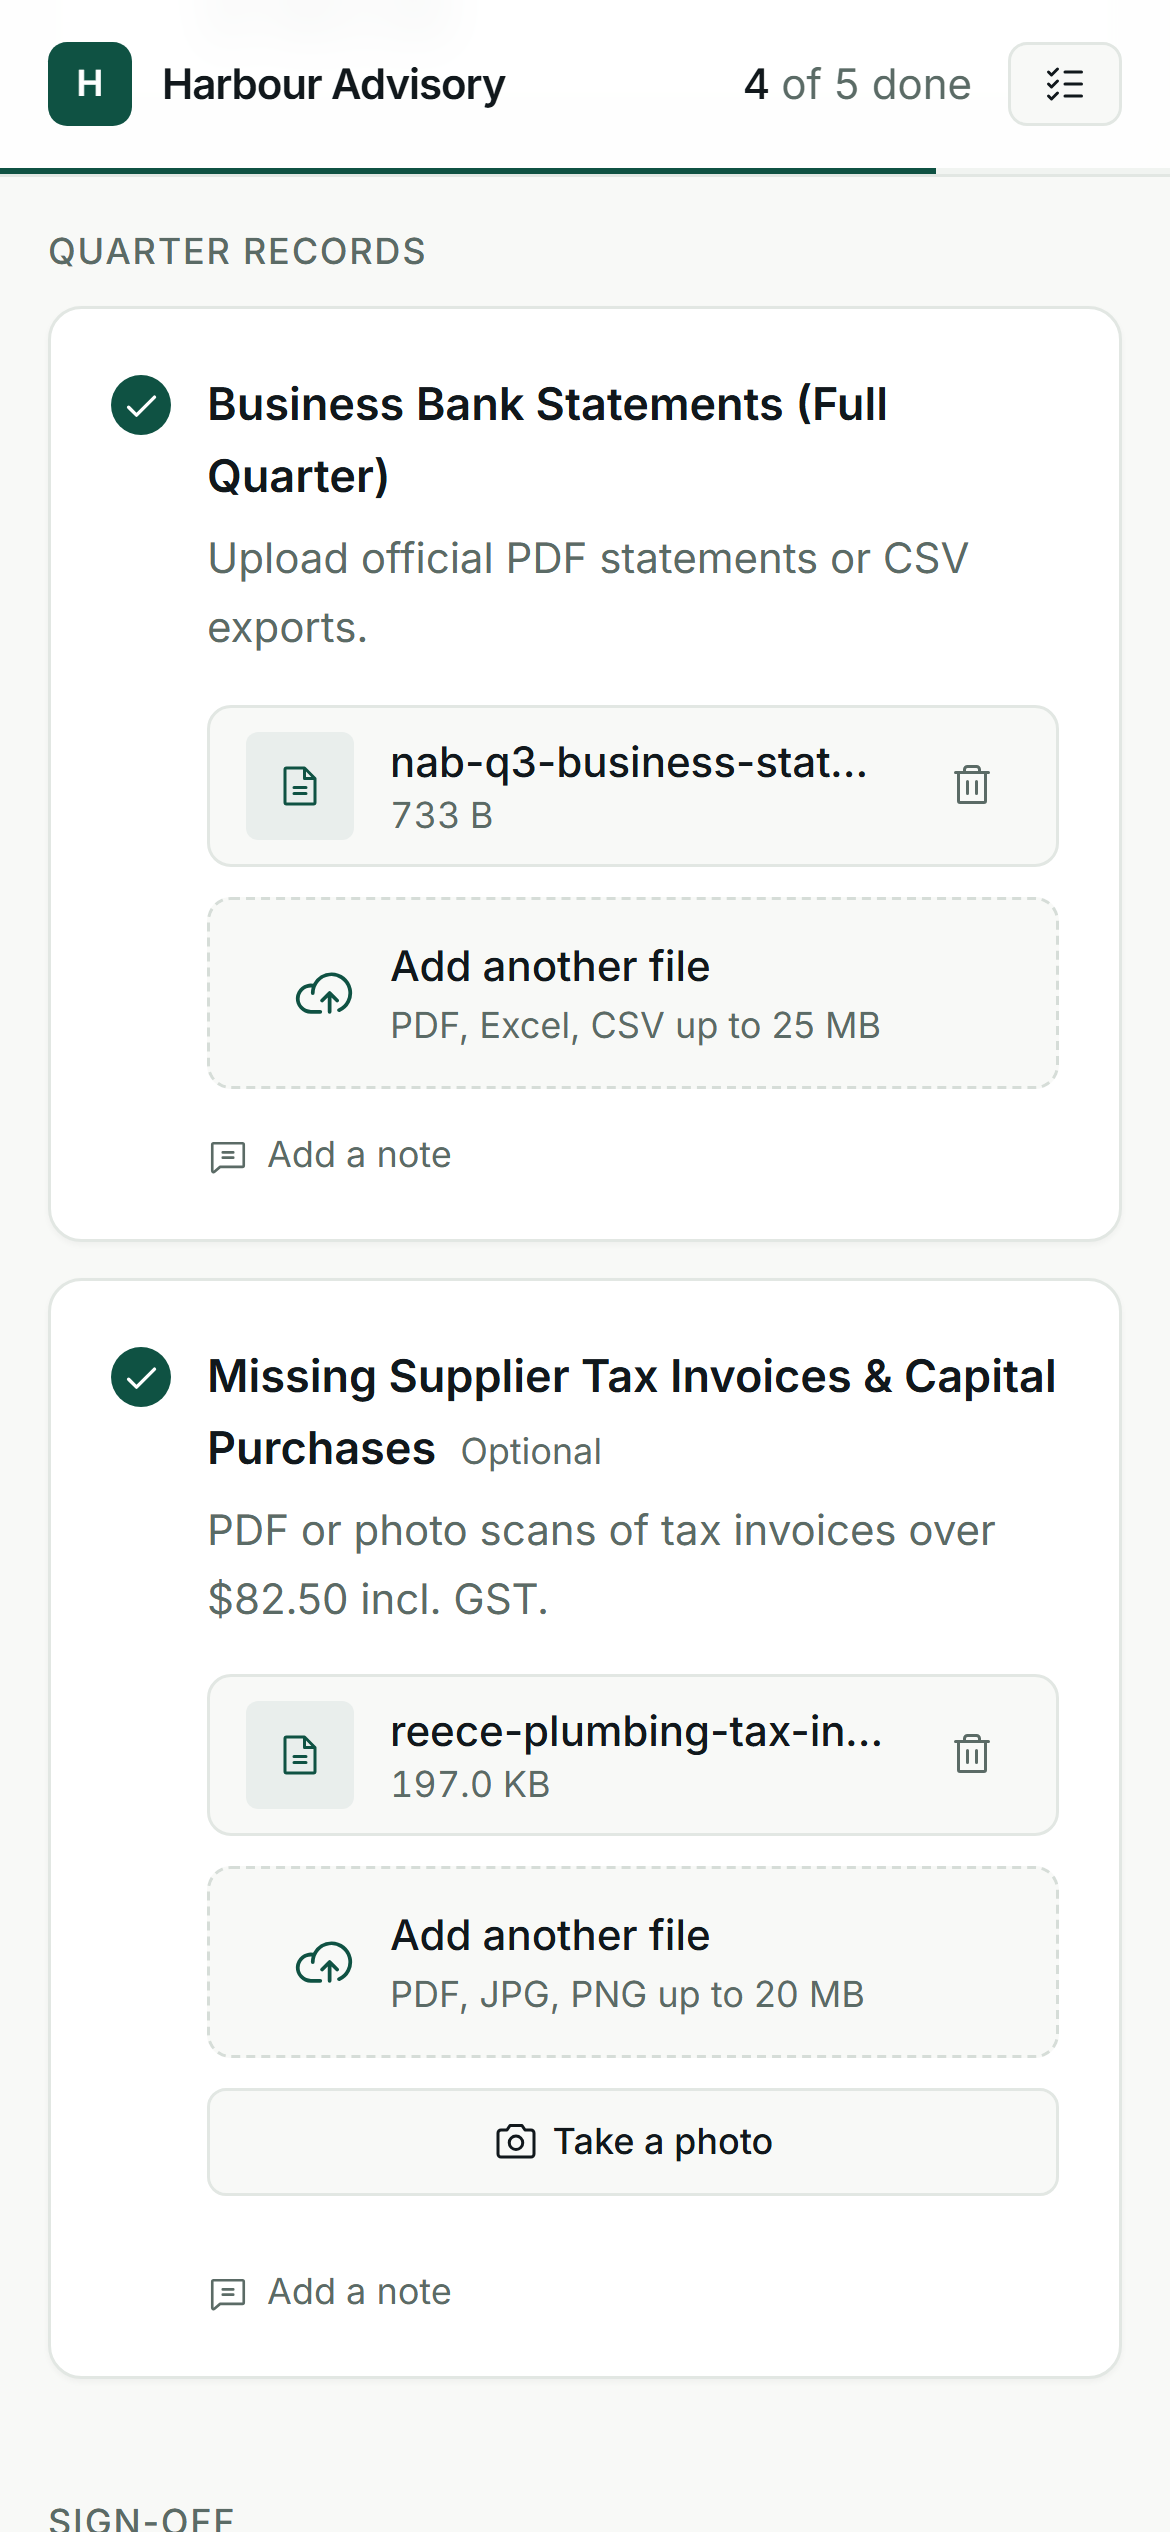 H
Harbour Advisory
4 of 5 done
QUARTER RECORDS
Business Bank Statements (Full
Quarter)
Upload official PDF statements or CSV
exports.
nab-q3-business-stat...
733 B
Add another file
PDF, Excel, CSV up to 25 MB
Add a note
Missing Supplier Tax Invoices & Capital
Purchases Optional
PDF or photo scans of tax invoices over
$82.50 incl. GST.
reece-plumbing-tax-in...
197.0 KB
Add another file
PDF, JPG, PNG up to 20 MB
Take a photo
Add a note
SIGN-OFF